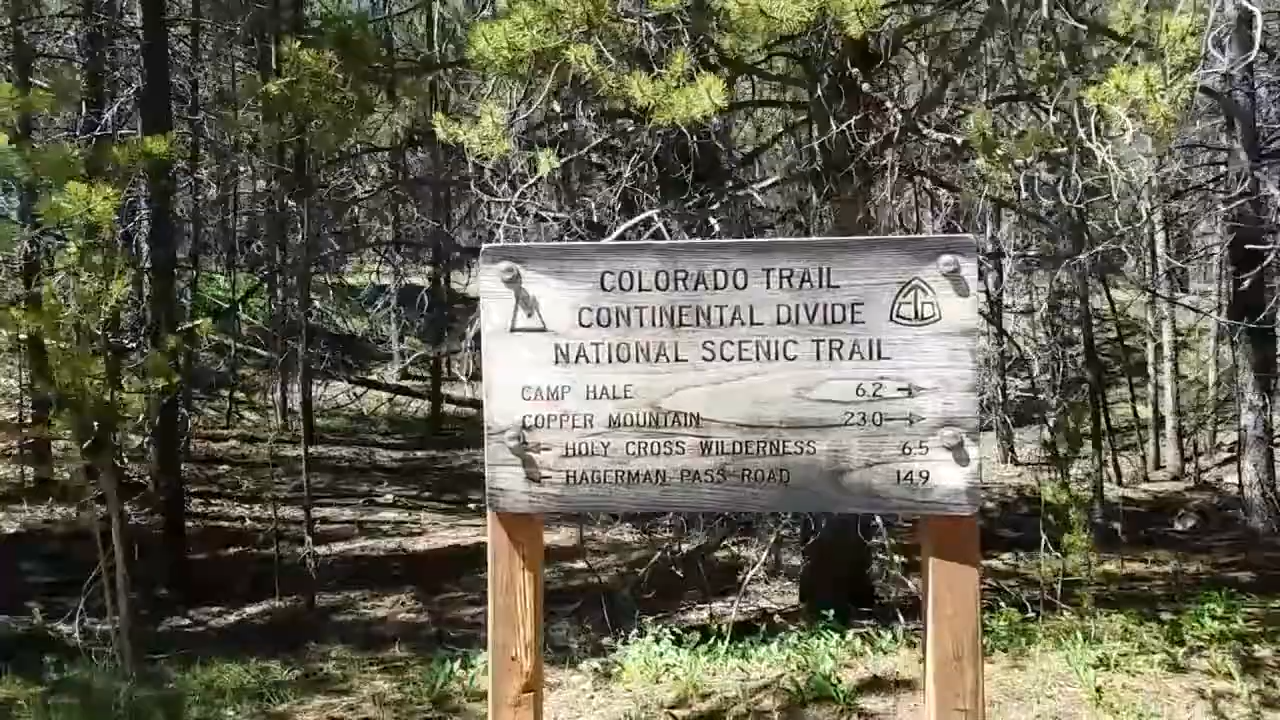 COLORADO TRAIL
CONTINENTAL DIVIDE
CTD
NATIONAL SCENIC TRAIL
CAMP HALE 6.2 →
COPPER MOUNTAIN 23.0 →
← HOLY CROSS WILDERNESS 6.5
← HAGERMAN PASS ROAD 14.9